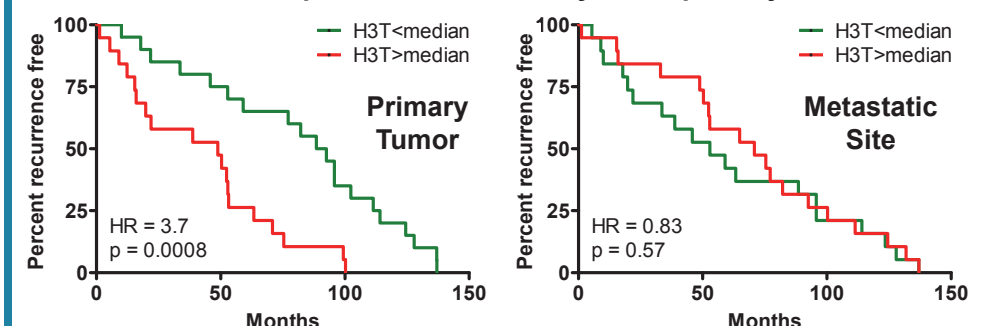 100
75
50
25
0
Percent recurrence free
H3T<median
H3T>median
Primary
Tumor
HR = 3.7
p = 0.0008
0 50 100 150
Months
100
75
50
25
0
Percent recurrence free
H3T<median
H3T>median
Metastatic
Site
HR = 0.83
p = 0.57
0 50 100 150
Months